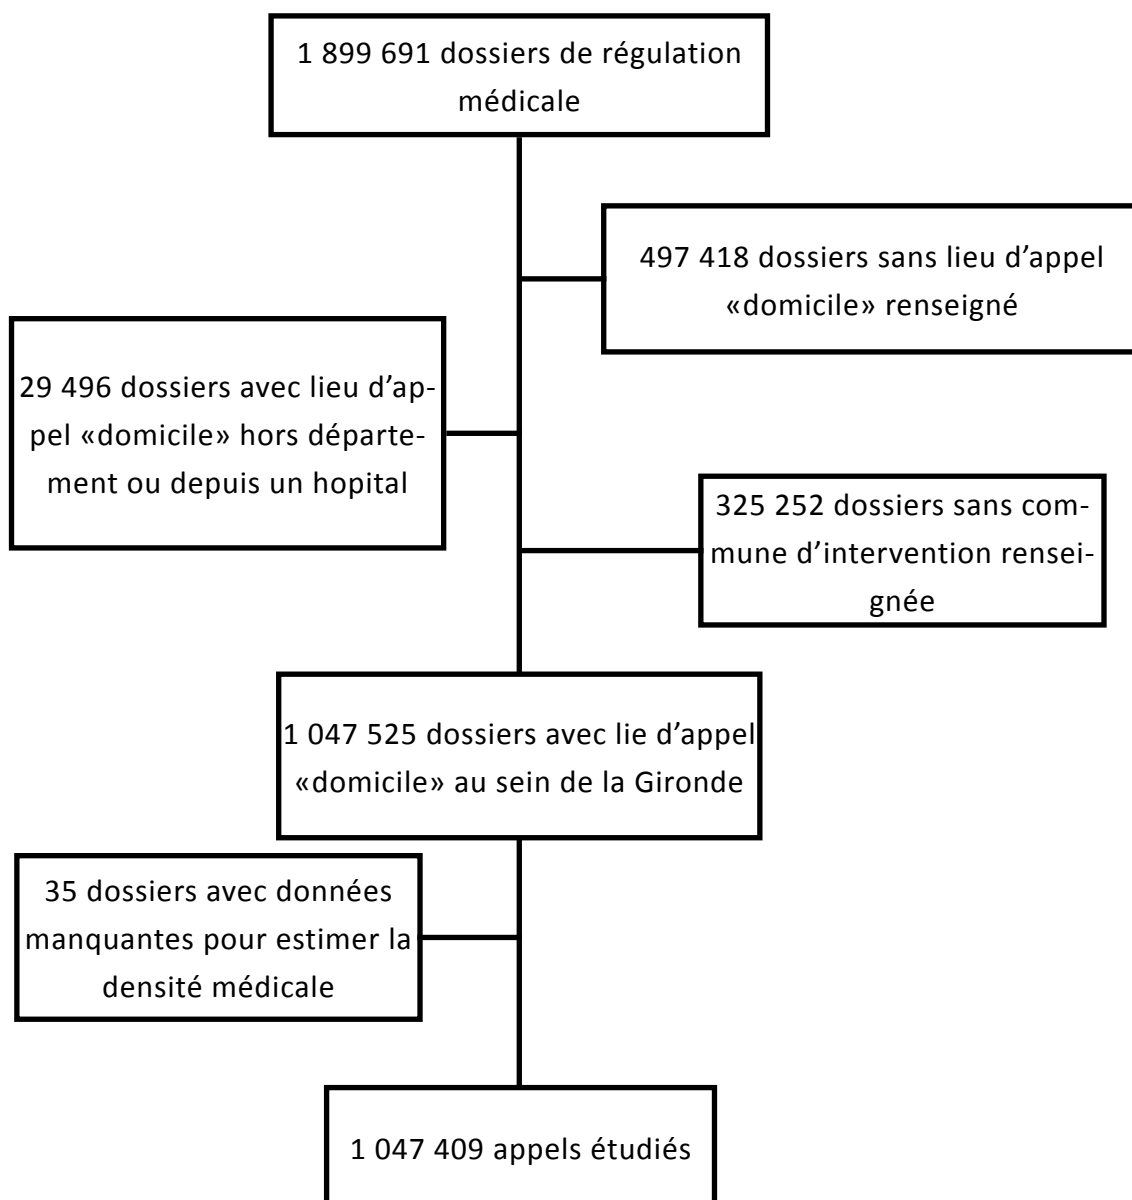 1 899 691 dossiers de régulation
médicale
497 418 dossiers sans lieu d’appel
«domicile» renseigné
29 496 dossiers avec lieu d’ap-
pel «domicile» hors départe-
ment ou depuis un hopital
325 252 dossiers sans com-
mune d’intervention rensei-
gnée
1 047 525 dossiers avec lie d’appel
«domicile» au sein de la Gironde
35 dossiers avec données
manquantes pour estimer la
densité médicale
1 047 409 appels étudiés